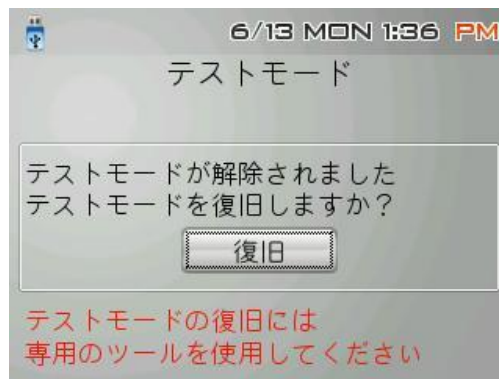 6/13 MON 1:36 PM
テストモード
テストモードが解除されました
テストモードを復旧しますか？
復旧
テストモードの復旧には
専用のツールを使用してください